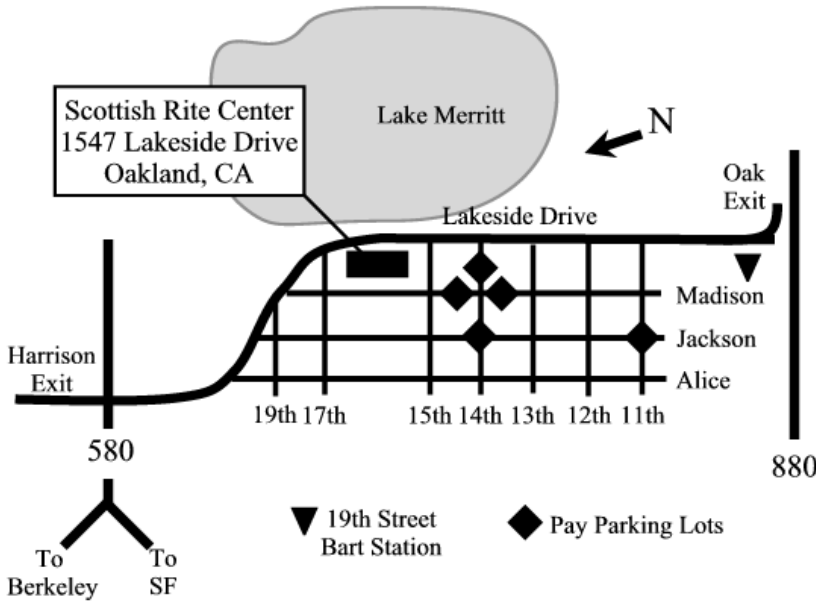 Lake Merritt
Scottish Rite Center
1547 Lakeside Drive
Oakland, CA
N
Oak
Exit
Lakeside Drive
Madison
Jackson
Alice
Harrison
Exit
19th 17th 15th 14th 13th 12th 11th
580
880
19th Street
Bart Station
Pay Parking Lots
To
Berkeley
To
SF